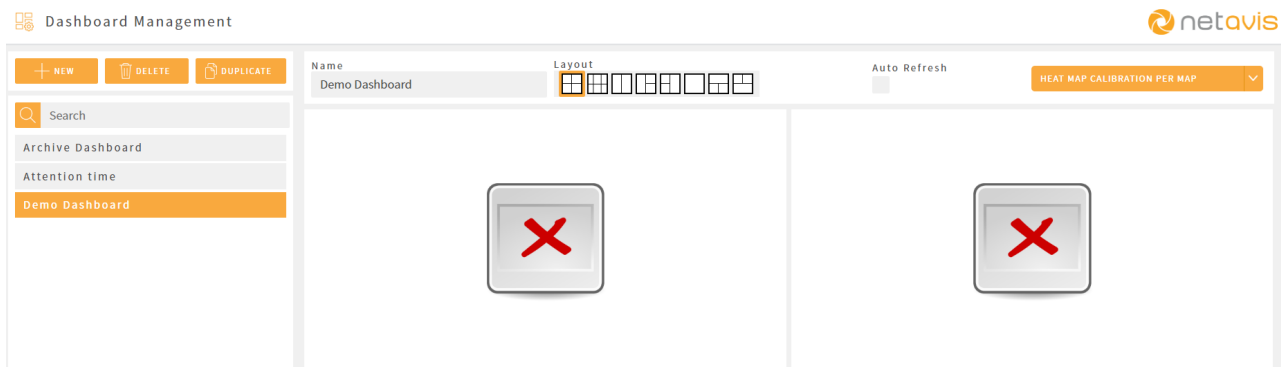 Dashboard Management
netavis
NEW
DELETE
DUPLICATE
Search
Archive Dashboard
Attention time
Demo Dashboard
Name
Demo Dashboard
Layout
Auto Refresh
HEAT MAP CALIBRATION PER MAP